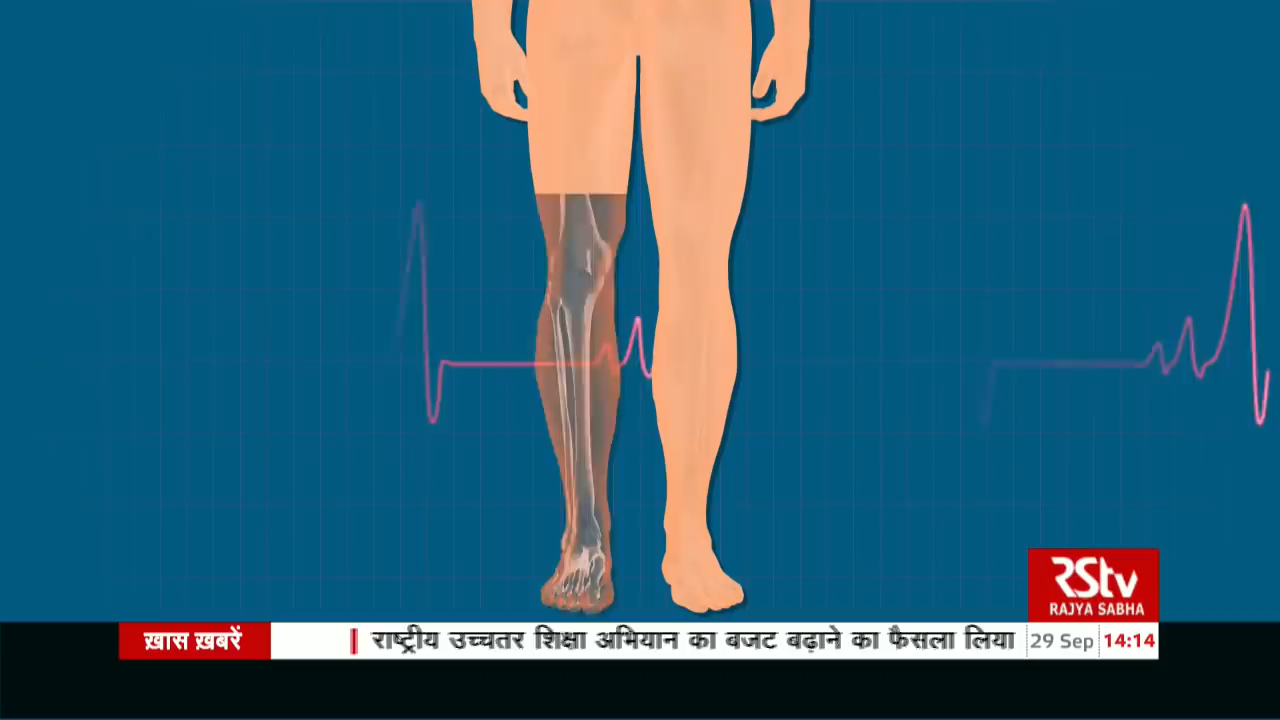 RStv
RAJYA SABHA
ख़ास ख़बरें
राष्ट्रीय उच्चतर शिक्षा अभियान का बजट बढ़ाने का फैसला लिया
29 Sep
14:14